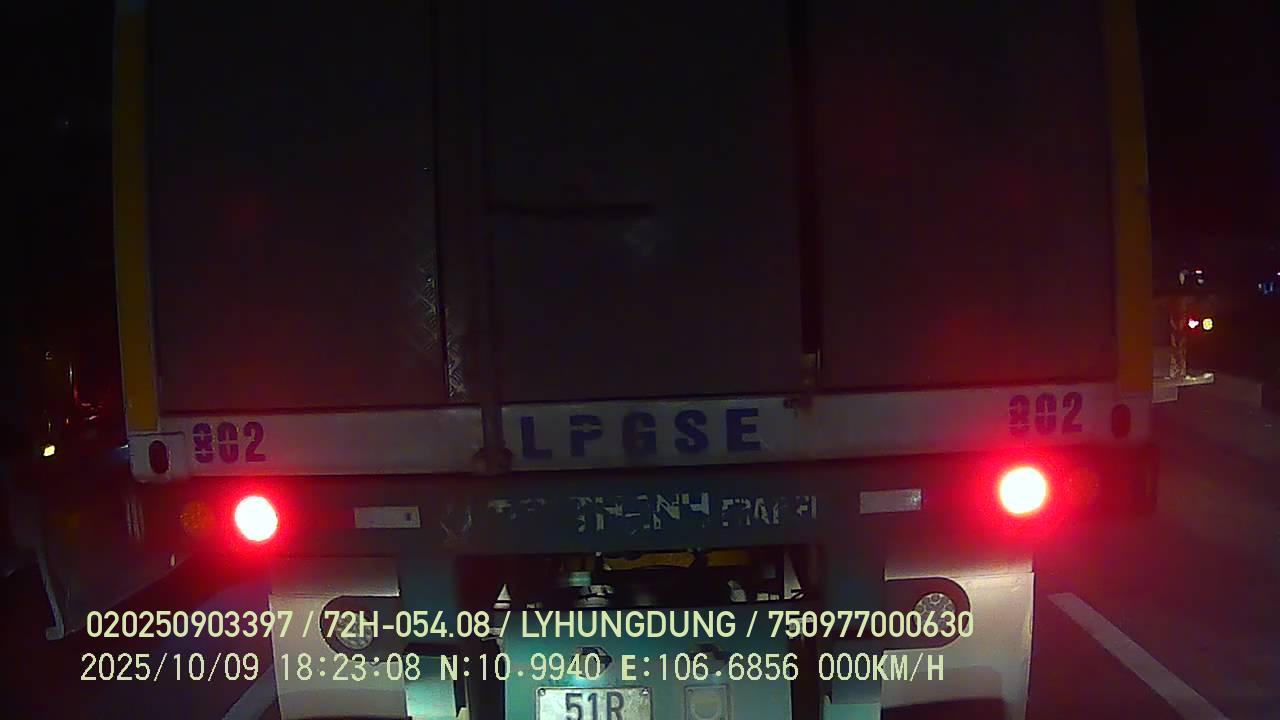 802 LPGSE 802
020250903397 / 72H-054.08 / LYHUNGDUNG / 750977000630
2025/10/09 18:23:08 N:10.9940 E:106.6856 000KM/H
51R